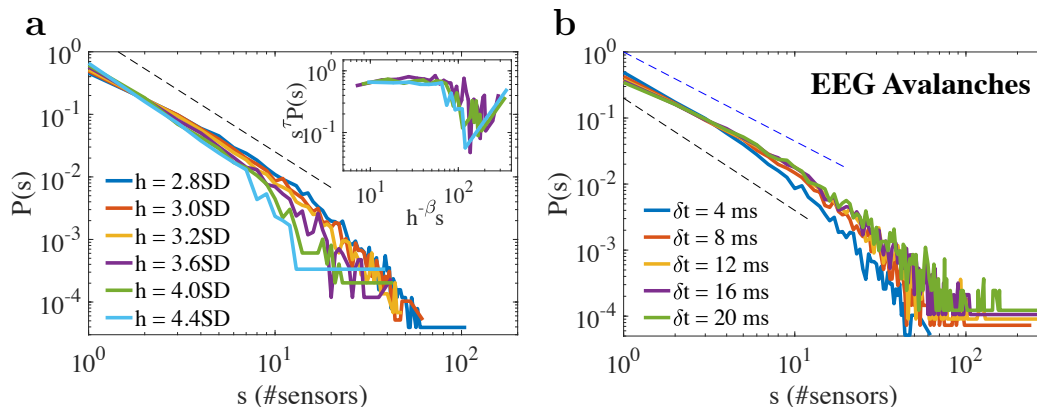 a
10^0
10^-1
10^-2
10^-3
10^-4
P(s)
10^0
10^1
10^2
s (#sensors)
h = 2.8SD
h = 3.0SD
h = 3.2SD
h = 3.6SD
h = 4.0SD
h = 4.4SD
10^0
10^-1
s^τP(s)
10^1
10^2
h^-βs
b
EEG Avalanches
10^0
10^-1
10^-2
10^-3
10^-4
P(s)
10^0
10^1
10^2
s (#sensors)
δt = 4 ms
δt = 8 ms
δt = 12 ms
δt = 16 ms
δt = 20 ms